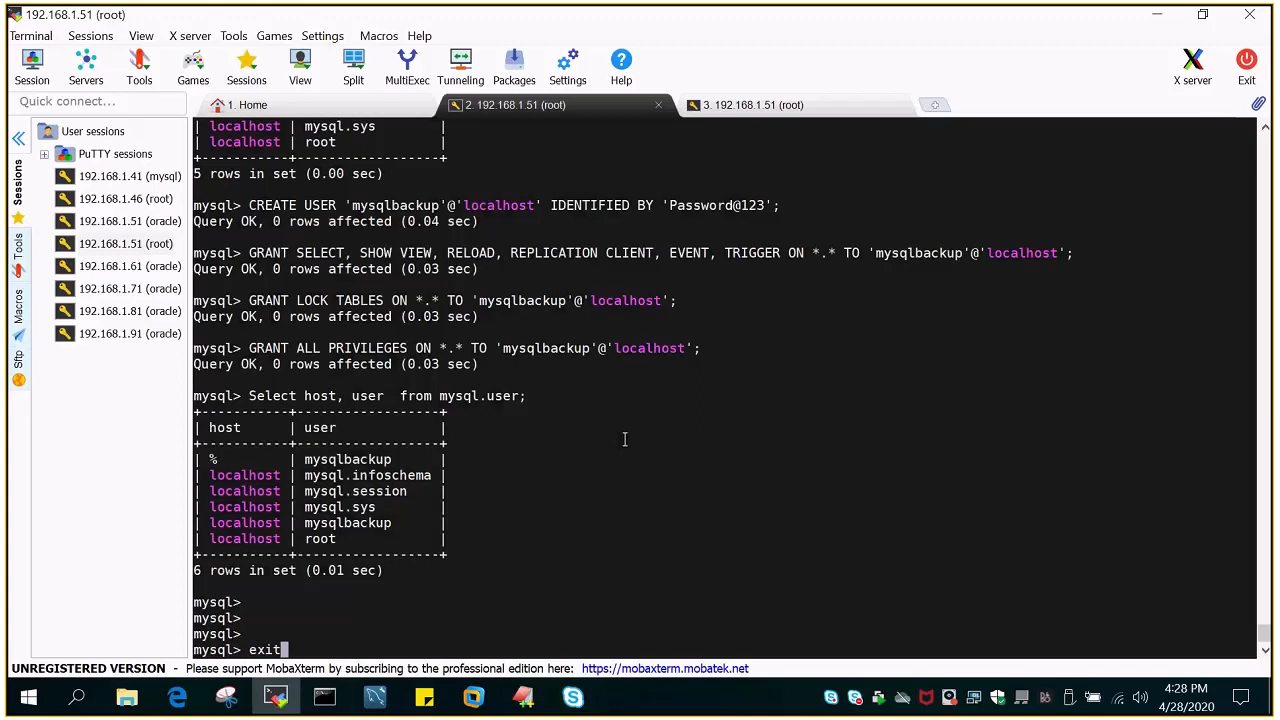 192.168.1.51 (root)
Terminal Sessions View X server Tools Games Settings Macros Help
Session Servers Tools Games Sessions View Split MultiExec Tunneling Packages Settings Help X server Exit
Quick connect...
1. Home
2. 192.168.1.51 (root)
3. 192.168.1.51 (root)
User sessions
PuTTY sessions
192.168.1.41 (mysql)
192.168.1.46 (root)
192.168.1.51 (oracle)
192.168.1.51 (root)
192.168.1.61 (oracle)
192.168.1.71 (oracle)
192.168.1.81 (oracle)
192.168.1.91 (oracle)
Sessions
Tools
Macros
Sftp
| localhost | mysql.sys |
| localhost | root |
+-----------+------------------+
5 rows in set (0.00 sec)
mysql> CREATE USER 'mysqlbackup'@'localhost' IDENTIFIED BY 'Password@123';
Query OK, 0 rows affected (0.04 sec)
mysql> GRANT SELECT, SHOW VIEW, RELOAD, REPLICATION CLIENT, EVENT, TRIGGER ON *.* TO 'mysqlbackup'@'localhost';
Query OK, 0 rows affected (0.03 sec)
mysql> GRANT LOCK TABLES ON *.* TO 'mysqlbackup'@'localhost';
Query OK, 0 rows affected (0.03 sec)
mysql> GRANT ALL PRIVILEGES ON *.* TO 'mysqlbackup'@'localhost';
Query OK, 0 rows affected (0.03 sec)
mysql> Select host, user  from mysql.user;
+-----------+------------------+
| host | user |
+-----------+------------------+
| % | mysqlbackup |
| localhost | mysql.infoschema |
| localhost | mysql.session |
| localhost | mysql.sys |
| localhost | mysqlbackup |
| localhost | root |
+-----------+------------------+
6 rows in set (0.01 sec)
mysql>
mysql>
mysql>
mysql> exit
UNREGISTERED VERSION - Please support MobaXterm by subscribing to the professional edition here: https://mobaxterm.mobatek.net
4:28 PM
4/28/2020